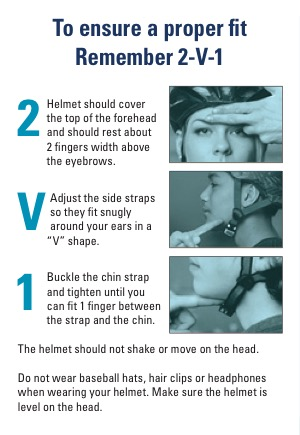 To ensure a proper fit
Remember 2-V-1
2
Helmet should cover
the top of the forehead
and should rest about
2 fingers width above
the eyebrows.
V
Adjust the side straps
so they fit snugly
around your ears in a
“V” shape.
1
Buckle the chin strap
and tighten until you
can fit 1 finger between
the strap and the chin.
The helmet should not shake or move on the head.
Do not wear baseball hats, hair clips or headphones
when wearing your helmet. Make sure the helmet is
level on the head.